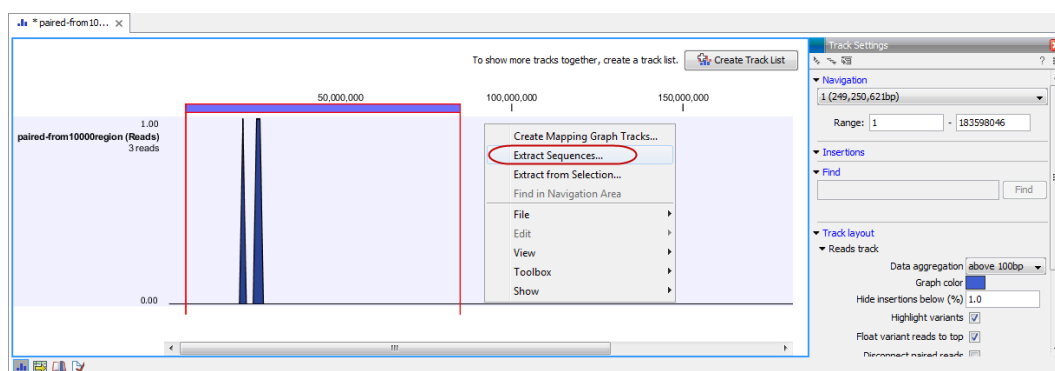 * paired-from10...
To show more tracks together, create a track list.
Create Track List
50,000,000
100,000,000
150,000,000
1.00
paired-from10000region (Reads)
3 reads
0.00
Create Mapping Graph Tracks...
Extract Sequences...
Extract from Selection...
Find in Navigation Area
File
Edit
View
Toolbox
Show
Track Settings
?
Navigation
1 (249,250,621bp)
Range: 1 - 183598046
Insertions
Find
Find
Track layout
Reads track
Data aggregation above 100bp
Graph color
Hide insertions below (%) 1.0
Highlight variants
Float variant reads to top
Disconnect paired reads